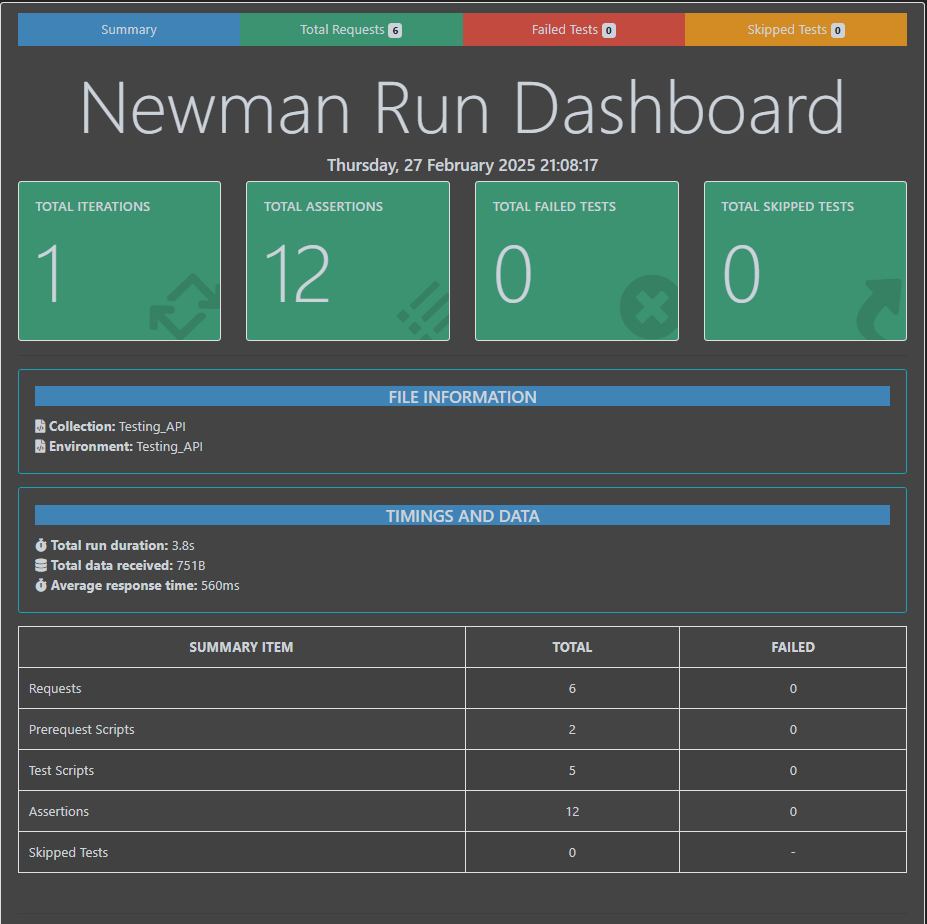 Summary Total Requests 6 Failed Tests 0 Skipped Tests 0
Newman Run Dashboard
Thursday, 27 February 2025 21:08:17
TOTAL ITERATIONS TOTAL ASSERTIONS TOTAL FAILED TESTS TOTAL SKIPPED TESTS
1 12 0 0
FILE INFORMATION
Collection: Testing_API
Environment: Testing_API
TIMINGS AND DATA
Total run duration: 3.8s
Total data received: 751B
Average response time: 560ms
SUMMARY ITEM TOTAL FAILED
Requests 6 0
Prerequest Scripts 2 0
Test Scripts 5 0
Assertions 12 0
Skipped Tests 0 -